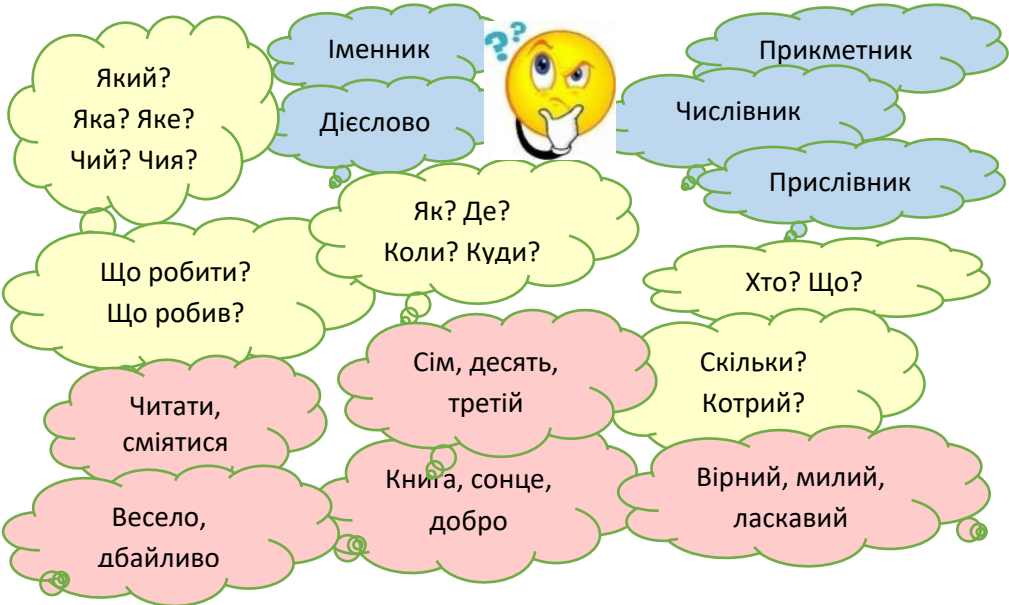 Який?
Яка? Яке?
Чий? Чия?
Іменник
Дієслово
??
Прикметник
Числівник
Прислівник
Як? Де?
Коли? Куди?
Що робити?
Що робив?
Хто? Що?
Сім, десять,
третій
Скільки?
Котрий?
Читати,
сміятися
Книга, сонце,
добро
Вірний, милий,
ласкавий
Весело,
дбайливо